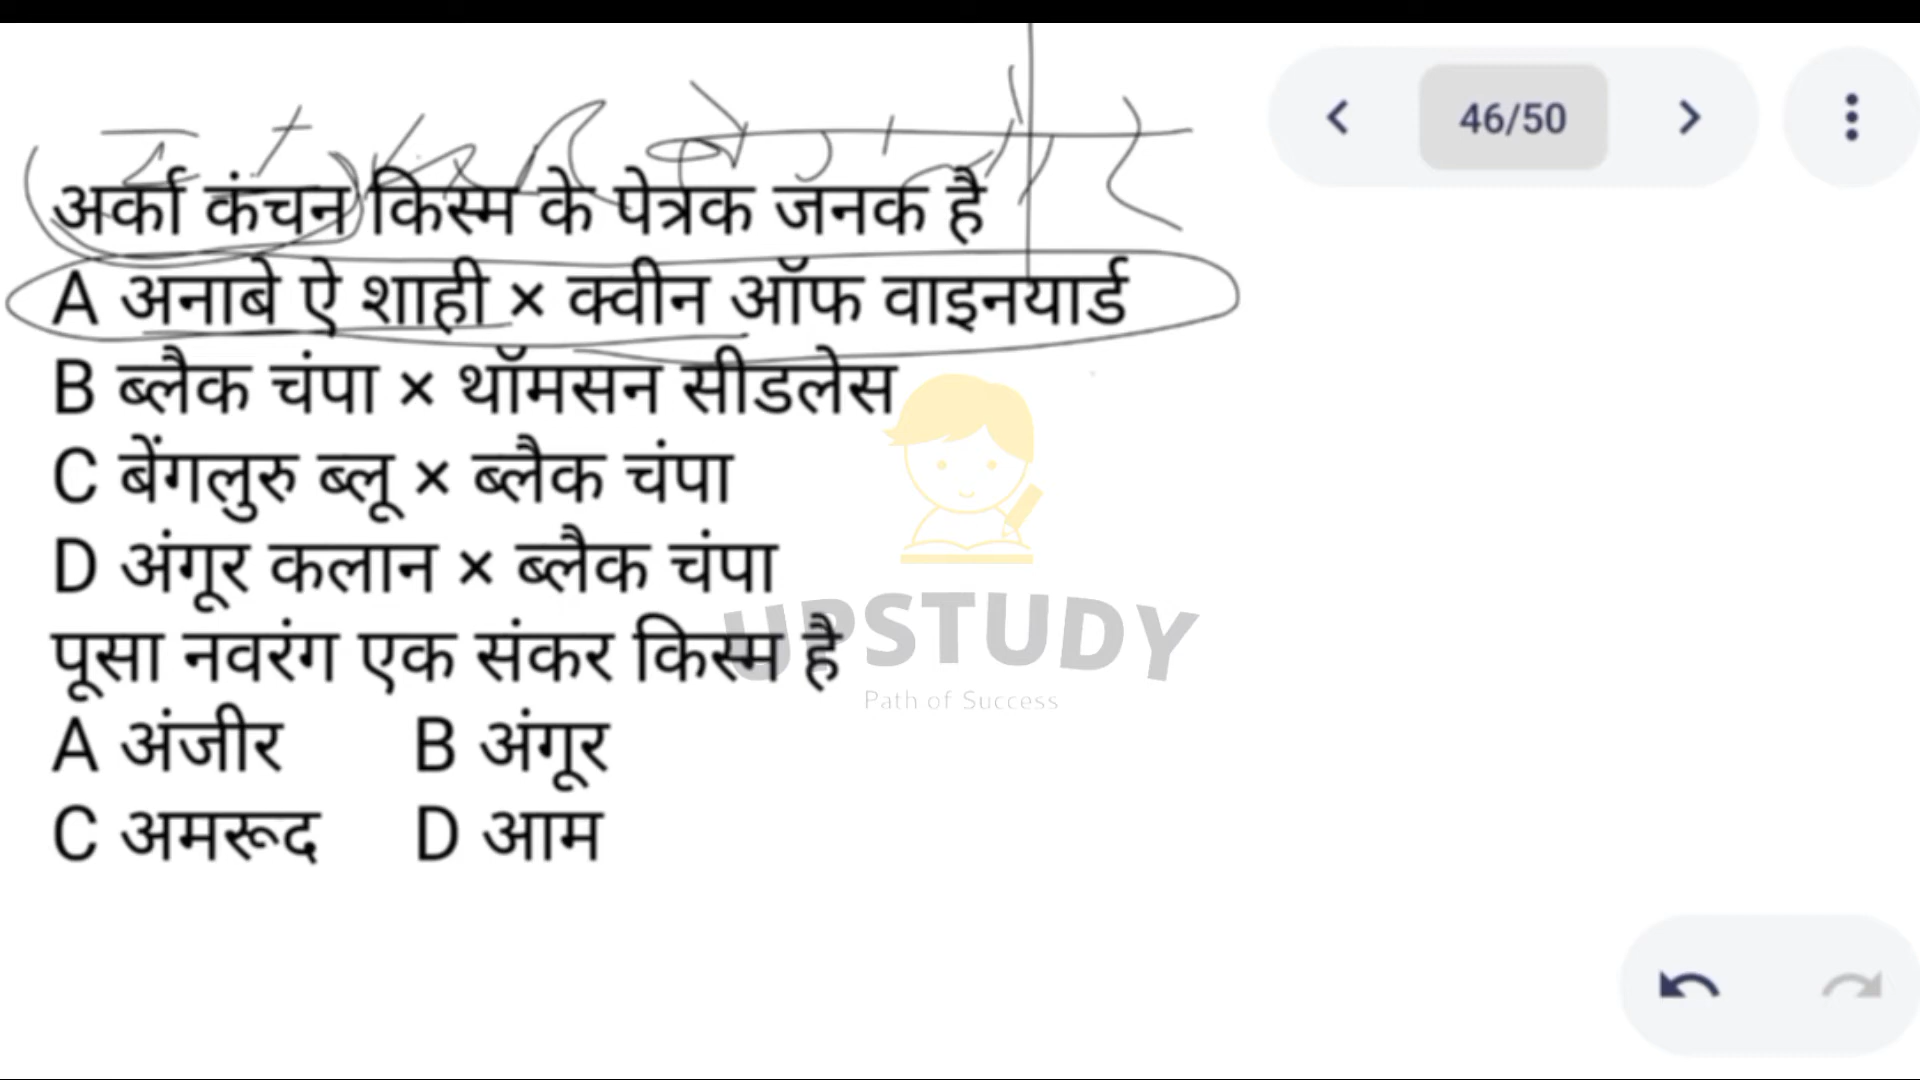 46/50
अर्का कंचन किस्म के पेत्रक जनक है
A अनाबे ऐ शाही × क्वीन ऑफ वाइनयार्ड
B ब्लैक चंपा × थॉमसन सीडलेस
C बेंगलुरु ब्लू × ब्लैक चंपा
D अंगूर कलान × ब्लैक चंपा
पूसा नवरंग एक संकर किस्म है
A अंजीर B अंगूर
C अमरूद D आम
UPSTUDY
Path of Success